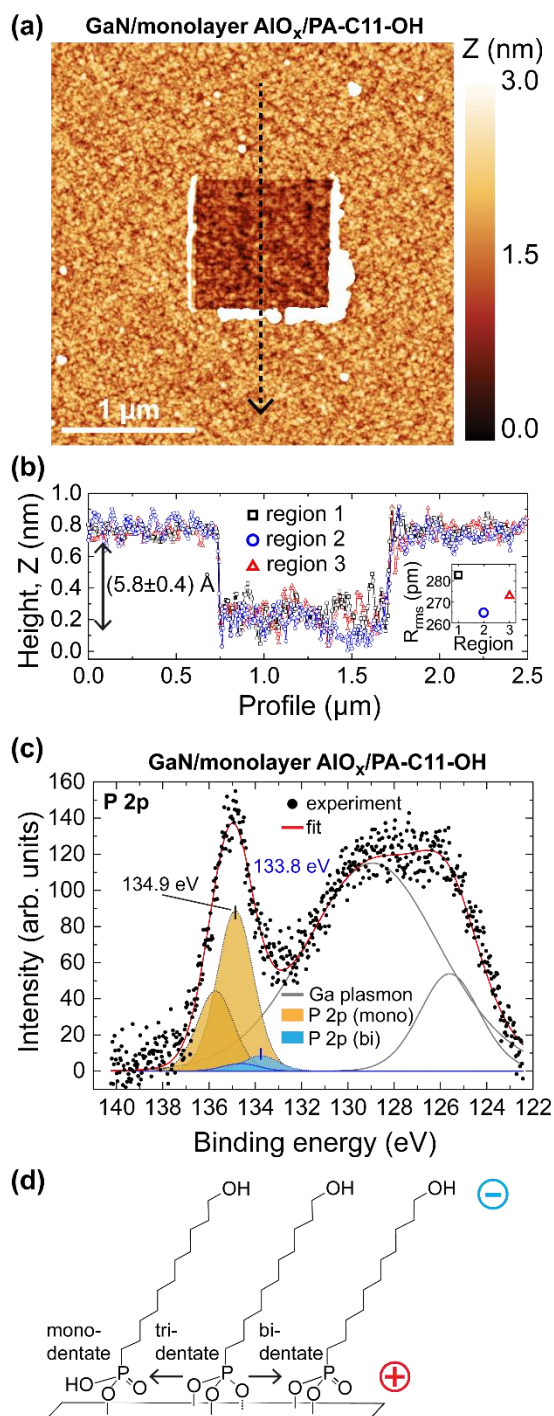 (a) GaN/monolayer AlOₓ/PA-C11-OH
Z (nm)
3.0
1.5
0.0
1 µm
(b)
Height, Z (nm)
1.0
0.8
0.6
0.4
0.2
0.0
(5.8±0.4) Å
region 1
region 2
region 3
R_rms (pm)
280
270
260
1 2 3
Region
0.0 0.5 1.0 1.5 2.0 2.5
Profile (µm)
(c) GaN/monolayer AlOₓ/PA-C11-OH
P 2p
Intensity (arb. units)
160
140
120
100
80
60
40
20
0
experiment
fit
134.9 eV
133.8 eV
Ga plasmon
P 2p (mono)
P 2p (bi)
140 138 136 134 132 130 128 126 124 122
Binding energy (eV)
(d)
OH OH OH
−
mono-
dentate
tri-
dentate
bi-
dentate
HO P O O
O P O
O P O O
+